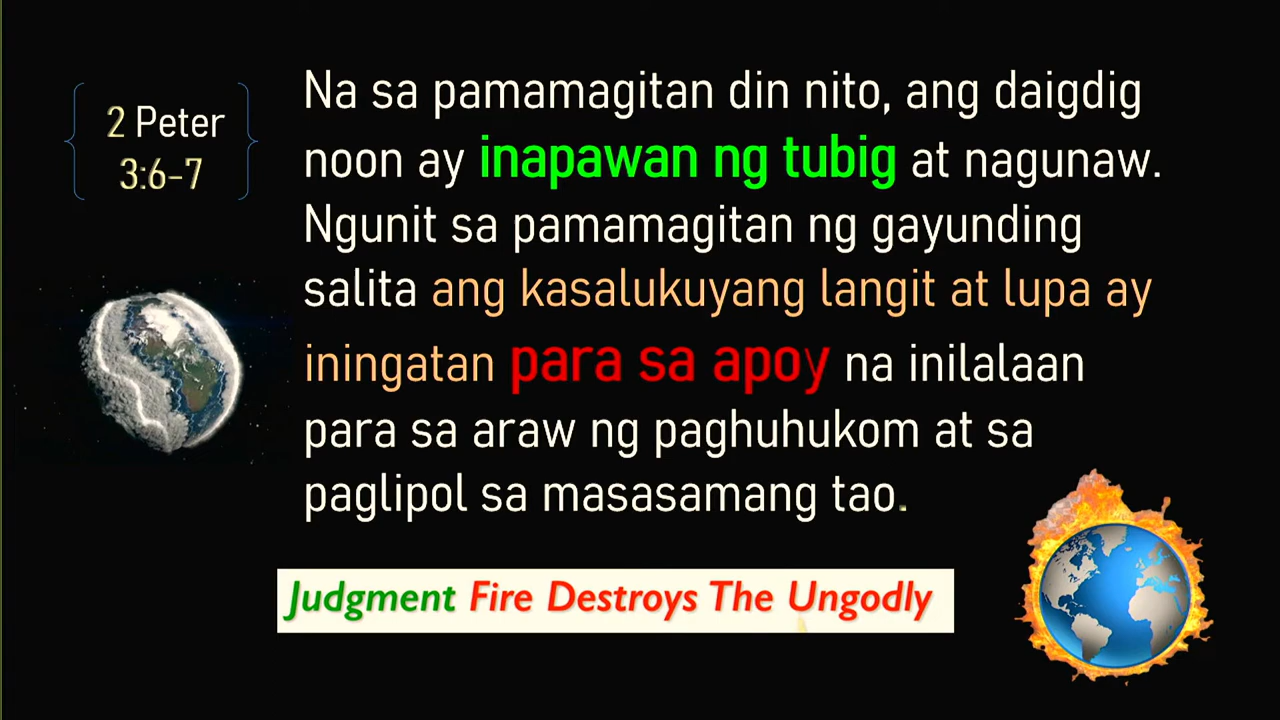 2 Peter
3:6-7
Na sa pamamagitan din nito, ang daigdig
noon ay inapawan ng tubig at nagunaw.
Ngunit sa pamamagitan ng gayunding
salita ang kasalukuyang langit at lupa ay
iningatan para sa apoy na inilalaan
para sa araw ng paghuhukom at sa
paglipol sa masasamang tao.
Judgment Fire Destroys The Ungodly